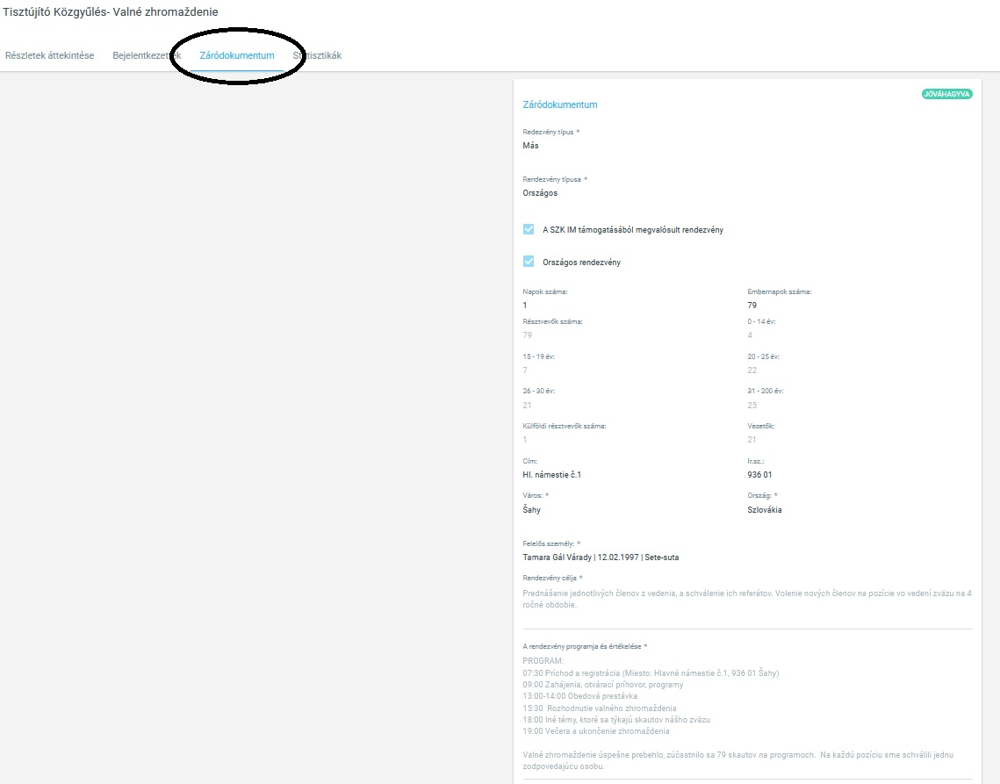 Tisztújító Közgyűlés- Valné zhromaždenie
Részletek áttekintése Bejelentkezettek Záródokumentum Statisztikák
JÓVÁHAGYVA
Záródokumentum
Redezvény típus *
Más
Rendezvény típusa *
Országos
A SZK IM támogatásából megvalósult rendezvény
Országos rendezvény
Napok száma: Embernapok száma:
1 79
Résztvevők száma: 0 - 14 év:
79 4
15 - 19 év: 20 - 25 év:
7 22
26 - 30 év: 31 - 200 év:
21 25
Külföldi résztvevők száma: Vezetők:
1 21
Cím: Ir.sz.:
Hl. námestie č.1 936 01
Város: * Ország: *
Šahy Szlovákia
Felelős személy: *
Tamara Gál Várady | 12.02.1997 | Sete-suta
Rendezvény célja *
Prednášanie jednotlivých členov z vedenia, a schválenie ich referátov. Volenie nových členov na pozície vo vedení zväzu na 4
ročné obdobie.
A rendezvény programja és értékelése *
PROGRAM:
07:30 Príchod a registrácia (Miesto: Hlavné námestie č.1, 936 01 Šahy)
09:00 Zahájenia, otvárací príhovor, programy
13:00-14:00 Obedová prestávka
15:30 Rozhodnutie valného zhromaždenia
18:00 Iné témy, ktoré sa týkajú skautov nášho zväzu
19:00 Večera a ukončenie zhromaždenia
Valné zhromaždenie úspešne prebehlo, zúčastnilo sa 79 skautov na programoch. Na každú pozíciu sme schválili jednu
zodpovedajúcu osobu.